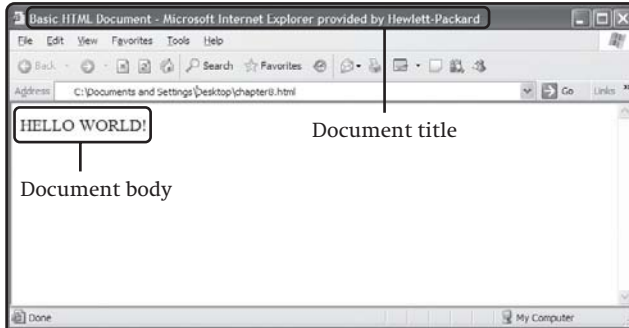 Basic HTML Document - Microsoft Internet Explorer provided by Hewlett-Packard
File Edit View Favorites Tools Help
Back Search Favorites
Address C:\Documents and Settings\Desktop\chapter8.html Go Links »
HELLO WORLD!
Document title
Document body
Done My Computer